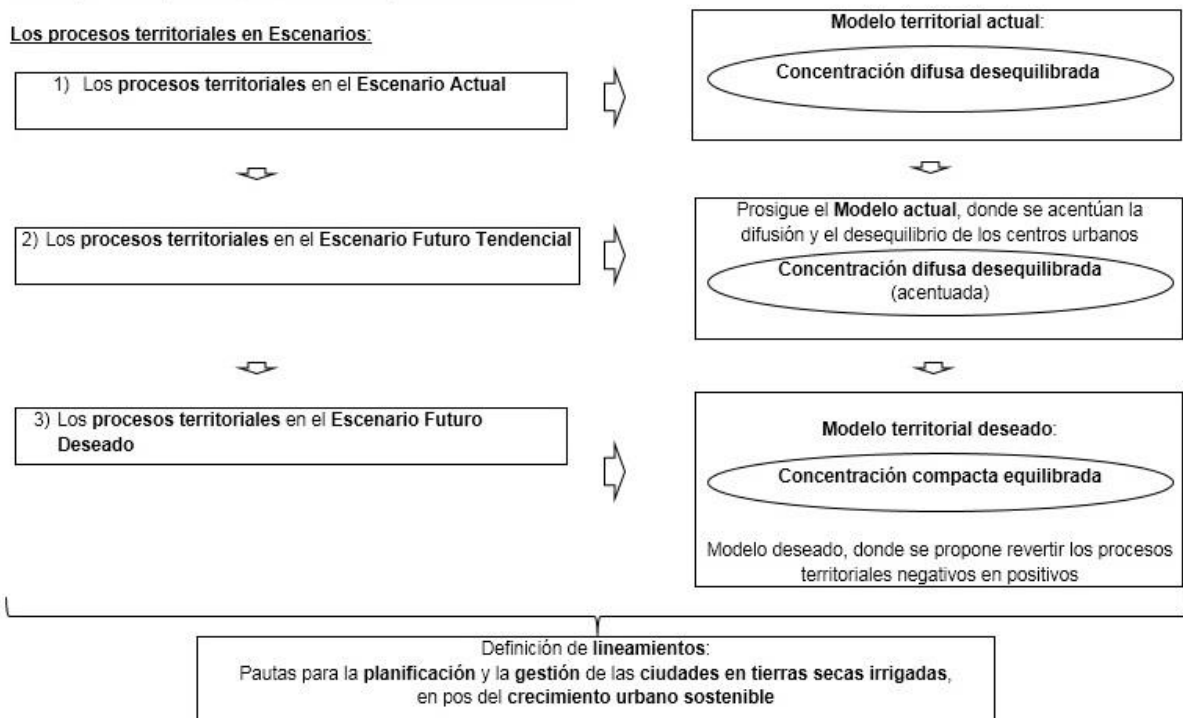 Los procesos territoriales en Escenarios:
Modelo territorial actual:
1) Los procesos territoriales en el Escenario Actual
Concentración difusa desequilibrada
2) Los procesos territoriales en el Escenario Futuro Tendencial
Prosigue el Modelo actual, donde se acentúan la
difusión y el desequilibrio de los centros urbanos
Concentración difusa desequilibrada
(acentuada)
3) Los procesos territoriales en el Escenario Futuro
Deseado
Modelo territorial deseado:
Concentración compacta equilibrada
Modelo deseado, donde se propone revertir los procesos
territoriales negativos en positivos
Definición de lineamientos:
Pautas para la planificación y la gestión de las ciudades en tierras secas irrigadas,
en pos del crecimiento urbano sostenible